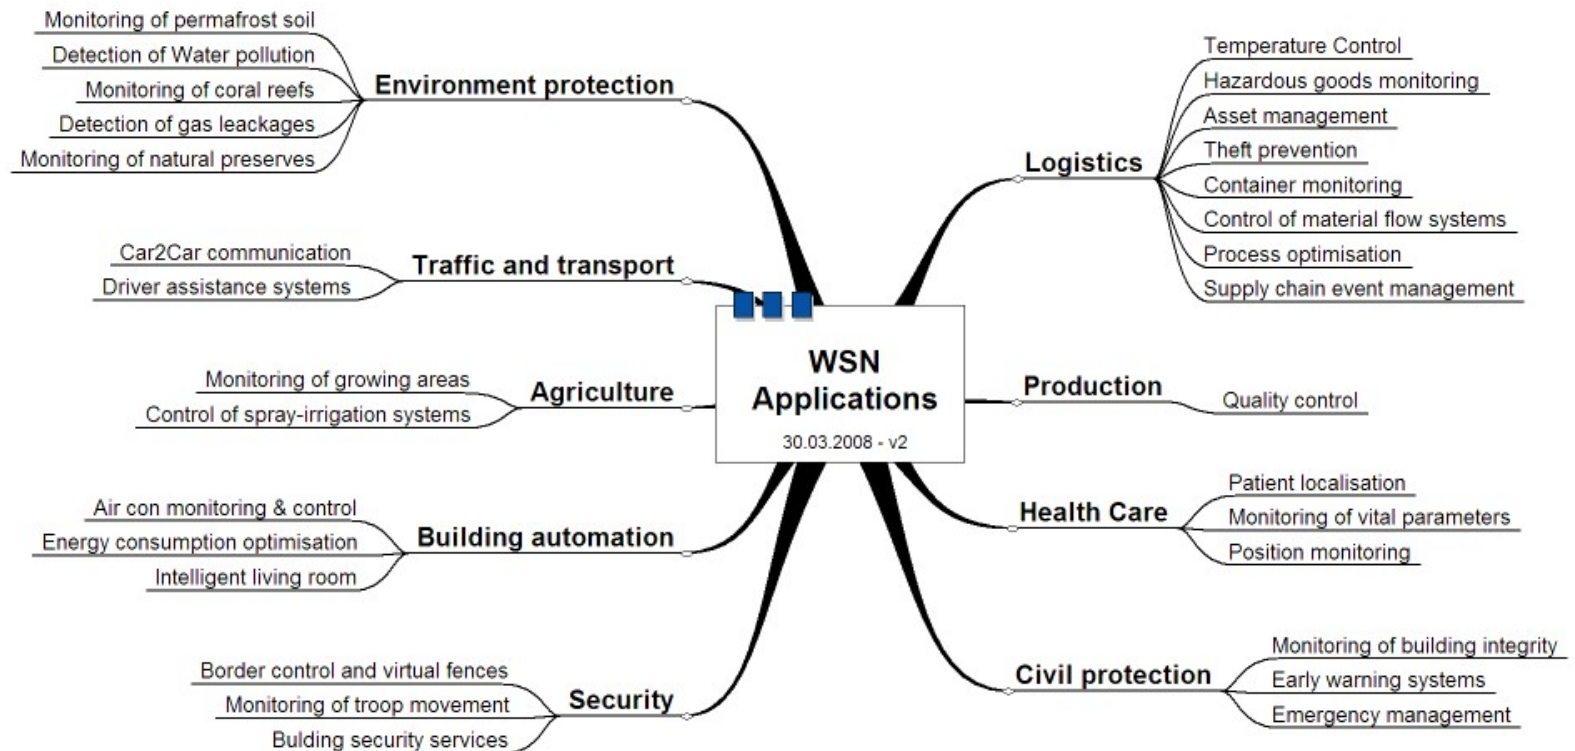 Monitoring of permafrost soil
Detection of Water pollution
Monitoring of coral reefs
Detection of gas leackages
Monitoring of natural preserves
Environment protection
Car2Car communication
Driver assistance systems
Traffic and transport
Monitoring of growing areas
Control of spray-irrigation systems
Agriculture
Air con monitoring & control
Energy consumption optimisation
Intelligent living room
Building automation
Border control and virtual fences
Monitoring of troop movement
Bulding security services
Security
WSN
Applications
30.03.2008 - v2
Logistics
Temperature Control
Hazardous goods monitoring
Asset management
Theft prevention
Container monitoring
Control of material flow systems
Process optimisation
Supply chain event management
Production
Quality control
Health Care
Patient localisation
Monitoring of vital parameters
Position monitoring
Civil protection
Monitoring of building integrity
Early warning systems
Emergency management